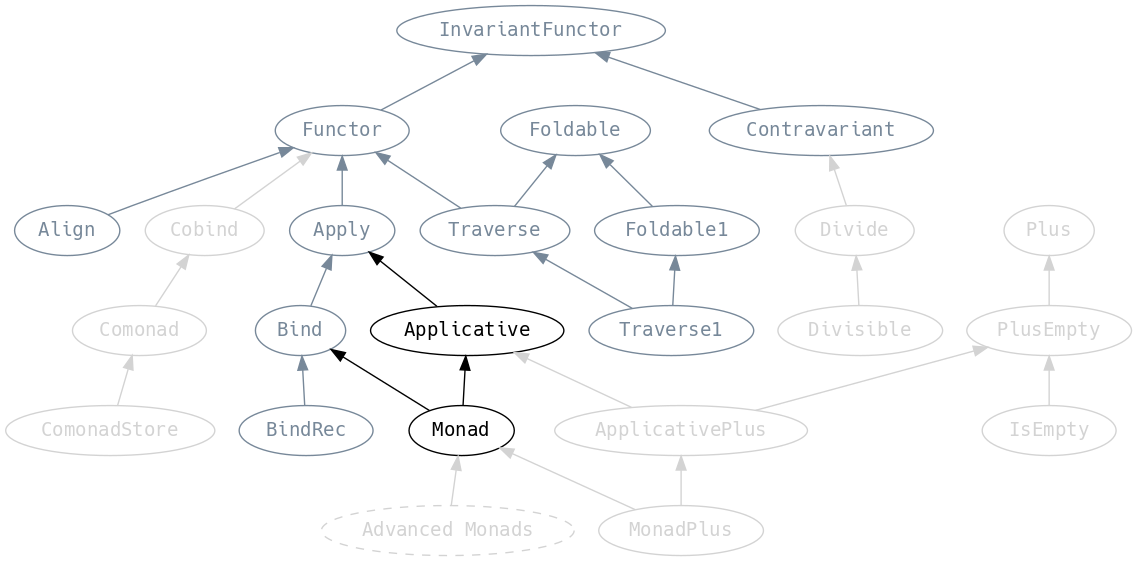 InvariantFunctor
Functor
Foldable
Contravariant
Align
Cobind
Apply
Traverse
Foldable1
Divide
Plus
Comonad
Bind
Applicative
Traverse1
Divisible
PlusEmpty
ComonadStore
BindRec
Monad
ApplicativePlus
IsEmpty
Advanced Monads
MonadPlus